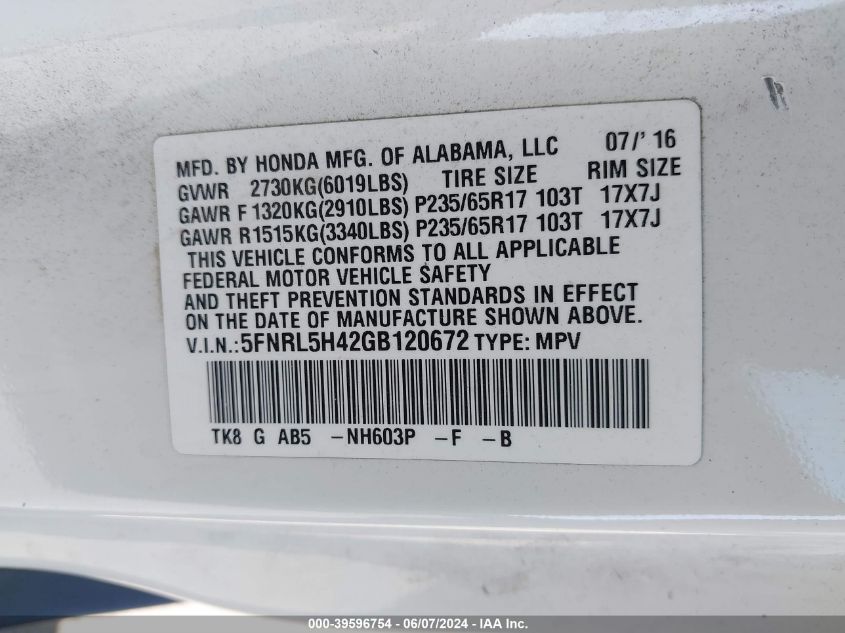 MFD. BY HONDA MFG. OF ALABAMA, LLC 07/' 16
GVWR 2730KG(6019LBS) TIRE SIZE RIM SIZE
GAWR F 1320KG(2910LBS) P235/65R17 103T 17X7J
GAWR R1515KG(3340LBS) P235/65R17 103T 17X7J
THIS VEHICLE CONFORMS TO ALL APPLICABLE
FEDERAL MOTOR VEHICLE SAFETY
AND THEFT PREVENTION STANDARDS IN EFFECT
ON THE DATE OF MANUFACTURE SHOWN ABOVE.
V.I.N.:5FNRL5H42GB120672 TYPE: MPV
TK8 G AB5 -NH603P -F -B
000-39596754 - 06/07/2024 - IAA Inc.